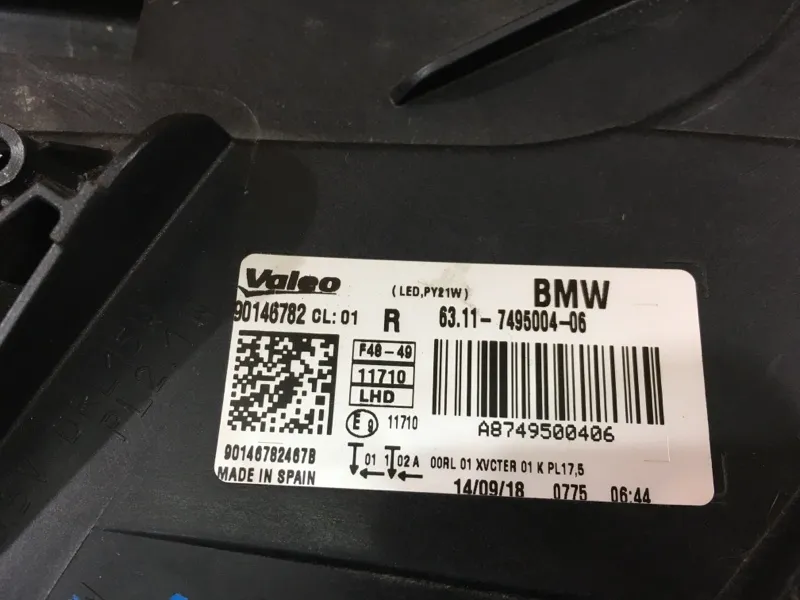 Valeo
(LED,PY21W)
BMW
90146782 CL:01
R
63.11-7495004-06
F48-49
11710
LHD
E9
11710
A8749500406
90146782467B
01 1 02 A
00RL 01 XVCTER 01 K PL17,5
MADE IN SPAIN
14/09/18 0775 06:44